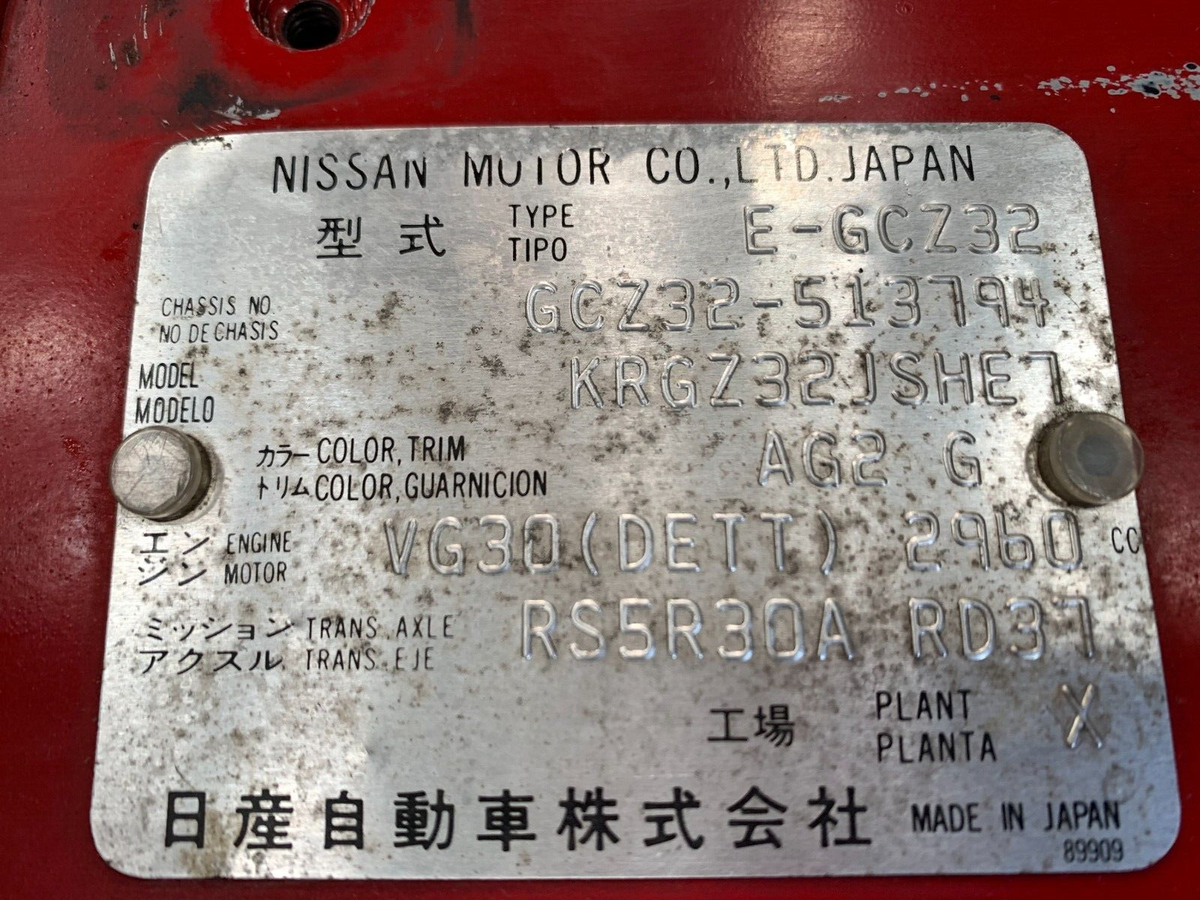 NISSAN MOTOR CO.,LTD.JAPAN
型式 TYPE TIPO E-GCZ32
CHASSIS NO. NO DE CHASIS GCZ32-513794
MODEL MODELO KRGZ32JSHE7
カラー COLOR,TRIM AG2 G
トリム COLOR,GUARNICION
エンジン ENGINE MOTOR VG30(DETT) 2960 CC
ミッション TRANS.AXLE RS5R30A RD37
アクスル TRANS.EJE
工場 PLANT PLANTA X
日産自動車株式会社 MADE IN JAPAN
89909